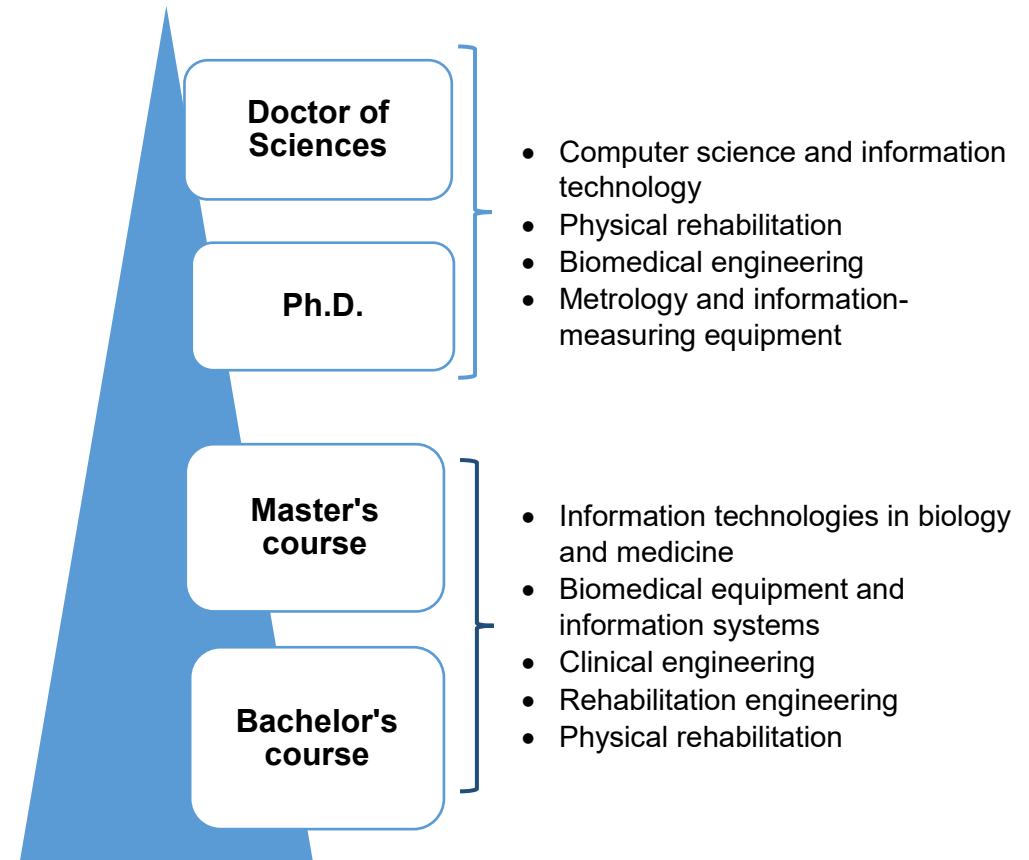 Doctor of
Sciences
Ph.D.
• Computer science and information
technology
• Physical rehabilitation
• Biomedical engineering
• Metrology and information-
measuring equipment
Master's
course
Bachelor's
course
• Information technologies in biology
and medicine
• Biomedical equipment and
information systems
• Clinical engineering
• Rehabilitation engineering
• Physical rehabilitation